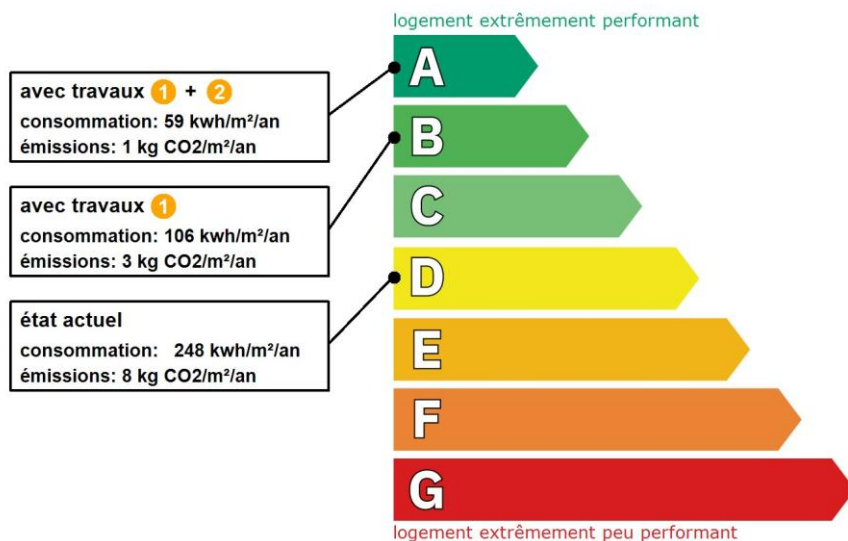 logement extrêmement performant
avec travaux 1 + 2
consommation: 59 kwh/m²/an
émissions: 1 kg CO2/m²/an
avec travaux 1
consommation: 106 kwh/m²/an
émissions: 3 kg CO2/m²/an
état actuel
consommation: 248 kwh/m²/an
émissions: 8 kg CO2/m²/an
A
B
C
D
E
F
G
logement extrêmement peu performant